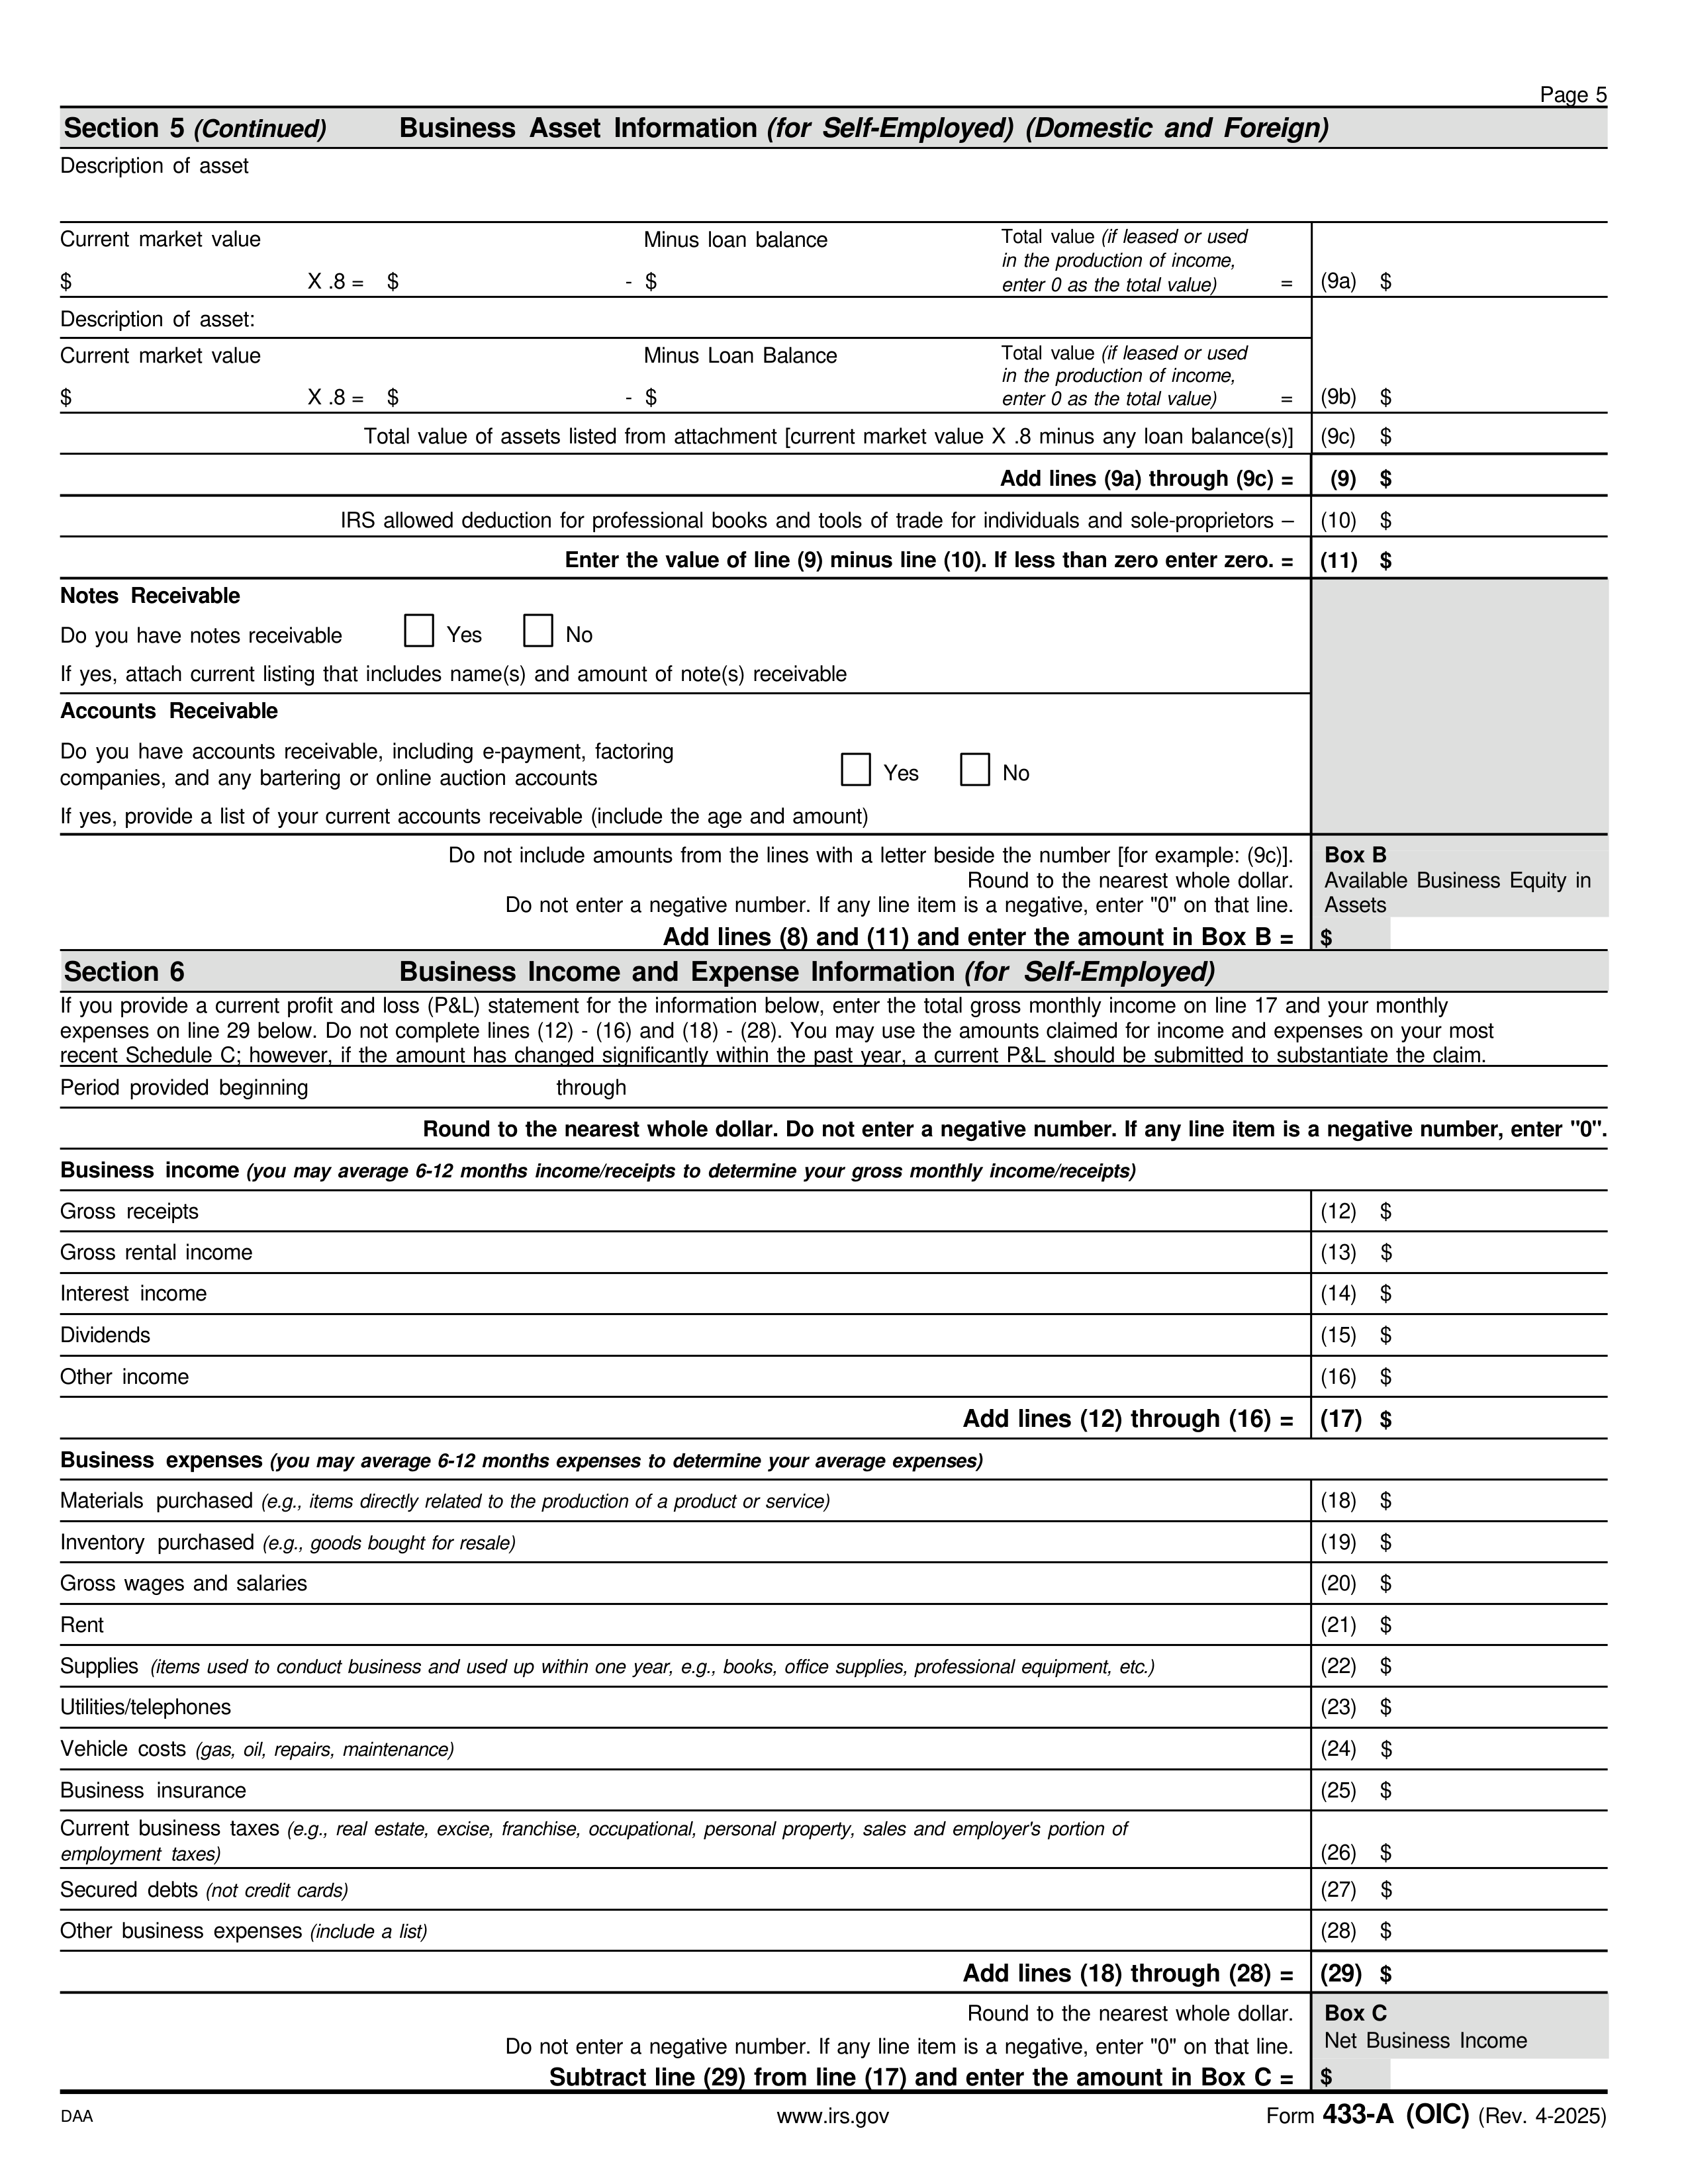 Page 5
Section 5 (Continued) Business Asset Information (for Self-Employed) (Domestic and Foreign)
Description of asset
Current market value Minus loan balance Total value (if leased or used
in the production of income,
$ X .8 = $ - $ enter 0 as the total value) = (9a) $
Description of asset:
Current market value Minus Loan Balance Total value (if leased or used
in the production of income,
$ X .8 = $ - $ enter 0 as the total value) = (9b) $
Total value of assets listed from attachment [current market value X .8 minus any loan balance(s)] (9c) $
Add lines (9a) through (9c) = (9) $
IRS allowed deduction for professional books and tools of trade for individuals and sole-proprietors – (10) $
Enter the value of line (9) minus line (10). If less than zero enter zero. = (11) $
Notes Receivable
Do you have notes receivable Yes No
If yes, attach current listing that includes name(s) and amount of note(s) receivable
Accounts Receivable
Do you have accounts receivable, including e-payment, factoring
companies, and any bartering or online auction accounts Yes No
If yes, provide a list of your current accounts receivable (include the age and amount)
Do not include amounts from the lines with a letter beside the number [for example: (9c)]. Box B
Round to the nearest whole dollar. Available Business Equity in
Do not enter a negative number. If any line item is a negative, enter "0" on that line. Assets
Add lines (8) and (11) and enter the amount in Box B = $
Section 6 Business Income and Expense Information (for Self-Employed)
If you provide a current profit and loss (P&L) statement for the information below, enter the total gross monthly income on line 17 and your monthly
expenses on line 29 below. Do not complete lines (12) - (16) and (18) - (28). You may use the amounts claimed for income and expenses on your most
recent Schedule C; however, if the amount has changed significantly within the past year, a current P&L should be submitted to substantiate the claim.
Period provided beginning through
Round to the nearest whole dollar. Do not enter a negative number. If any line item is a negative number, enter "0".
Business income (you may average 6-12 months income/receipts to determine your gross monthly income/receipts)
Gross receipts (12) $
Gross rental income (13) $
Interest income (14) $
Dividends (15) $
Other income (16) $
Add lines (12) through (16) = (17) $
Business expenses (you may average 6-12 months expenses to determine your average expenses)
Materials purchased (e.g., items directly related to the production of a product or service) (18) $
Inventory purchased (e.g., goods bought for resale) (19) $
Gross wages and salaries (20) $
Rent (21) $
Supplies (items used to conduct business and used up within one year, e.g., books, office supplies, professional equipment, etc.) (22) $
Utilities/telephones (23) $
Vehicle costs (gas, oil, repairs, maintenance) (24) $
Business insurance (25) $
Current business taxes (e.g., real estate, excise, franchise, occupational, personal property, sales and employer's portion of
employment taxes) (26) $
Secured debts (not credit cards) (27) $
Other business expenses (include a list) (28) $
Add lines (18) through (28) = (29) $
Round to the nearest whole dollar. Box C
Do not enter a negative number. If any line item is a negative, enter "0" on that line. Net Business Income
Subtract line (29) from line (17) and enter the amount in Box C = $
DAA www.irs.gov Form 433-A (OIC) (Rev. 4-2025)